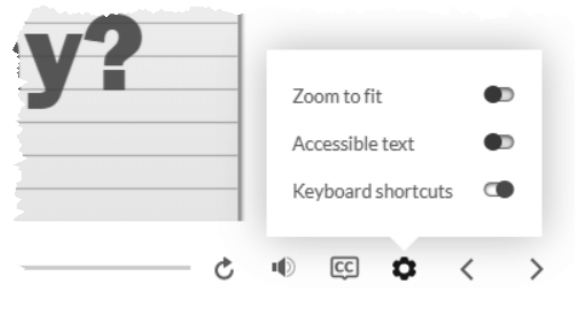 y?
Zoom to fit
Accessible text
Keyboard shortcuts
CC